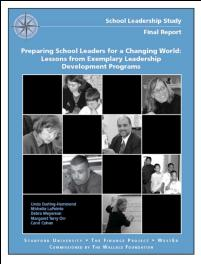 School Leadership Study
Final Report
Preparing School Leaders for a Changing World:
Lessons from Exemplary Leadership
Development Programs
Linda Darling-Hammond
Michelle LaPointe
Debra Meyerson
Margaret Terry Orr
Carol Cohen
STANFORD UNIVERSITY • THE FINANCE PROJECT • WESTED
COMMISSIONED BY THE WALLACE FOUNDATION